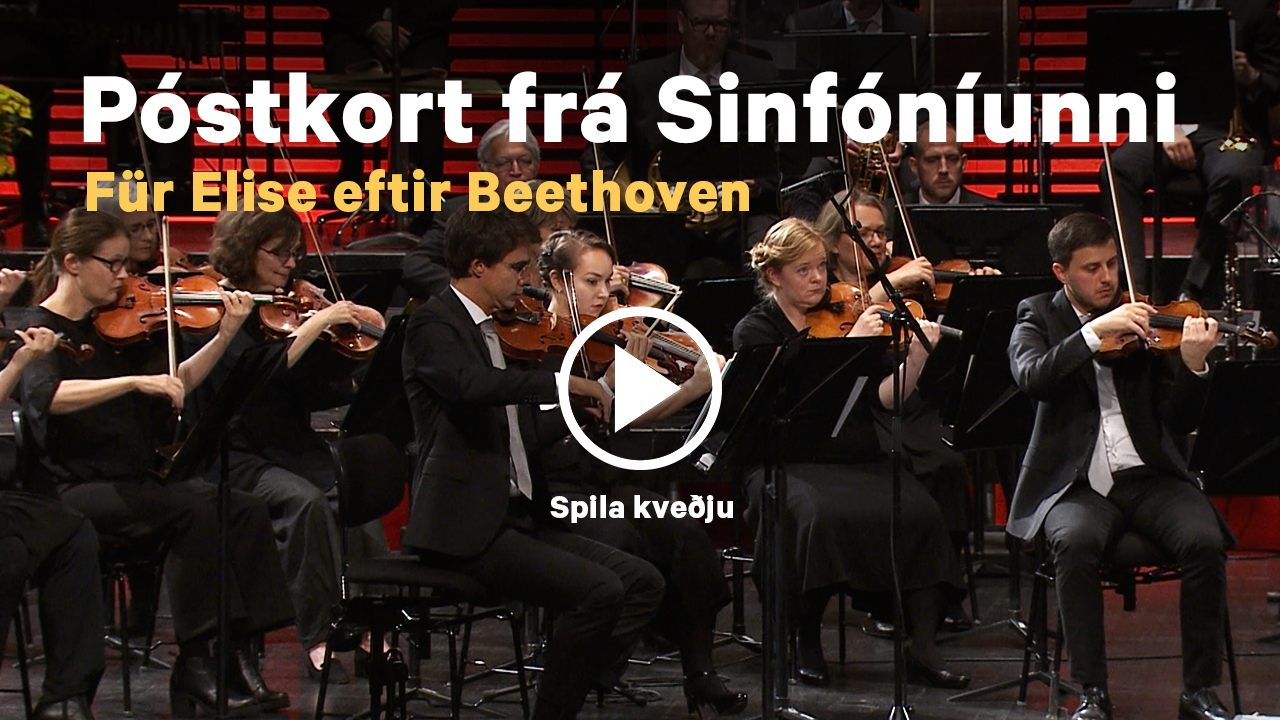 Póstkort frá Sinfóníunni
Für Elise eftir Beethoven
Spila kveðju